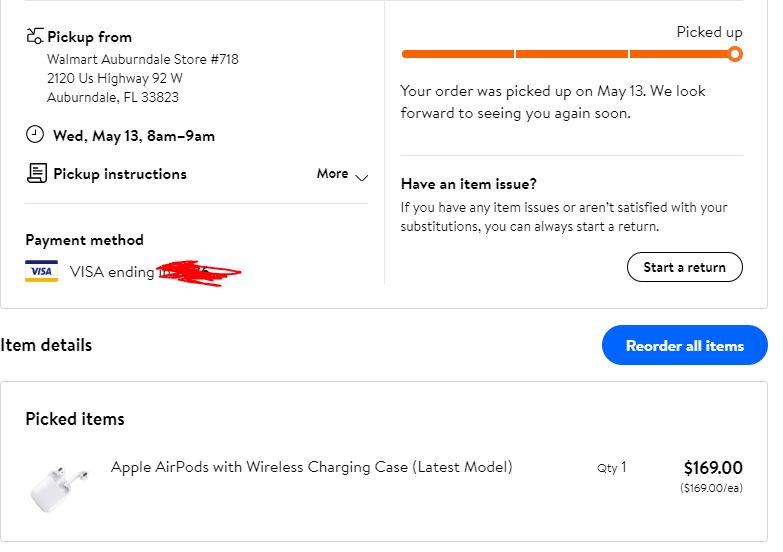 Pickup from
Walmart Auburndale Store #718
2120 Us Highway 92 W
Auburndale, FL 33823
Wed, May 13, 8am–9am
Pickup instructions
More
Payment method
VISA
VISA ending
Picked up
Your order was picked up on May 13. We look
forward to seeing you again soon.
Have an item issue?
If you have any item issues or aren’t satisfied with your
substitutions, you can always start a return.
Start a return
Item details
Reorder all items
Picked items
Apple AirPods with Wireless Charging Case (Latest Model)
Qty 1
$169.00
($169.00/ea)